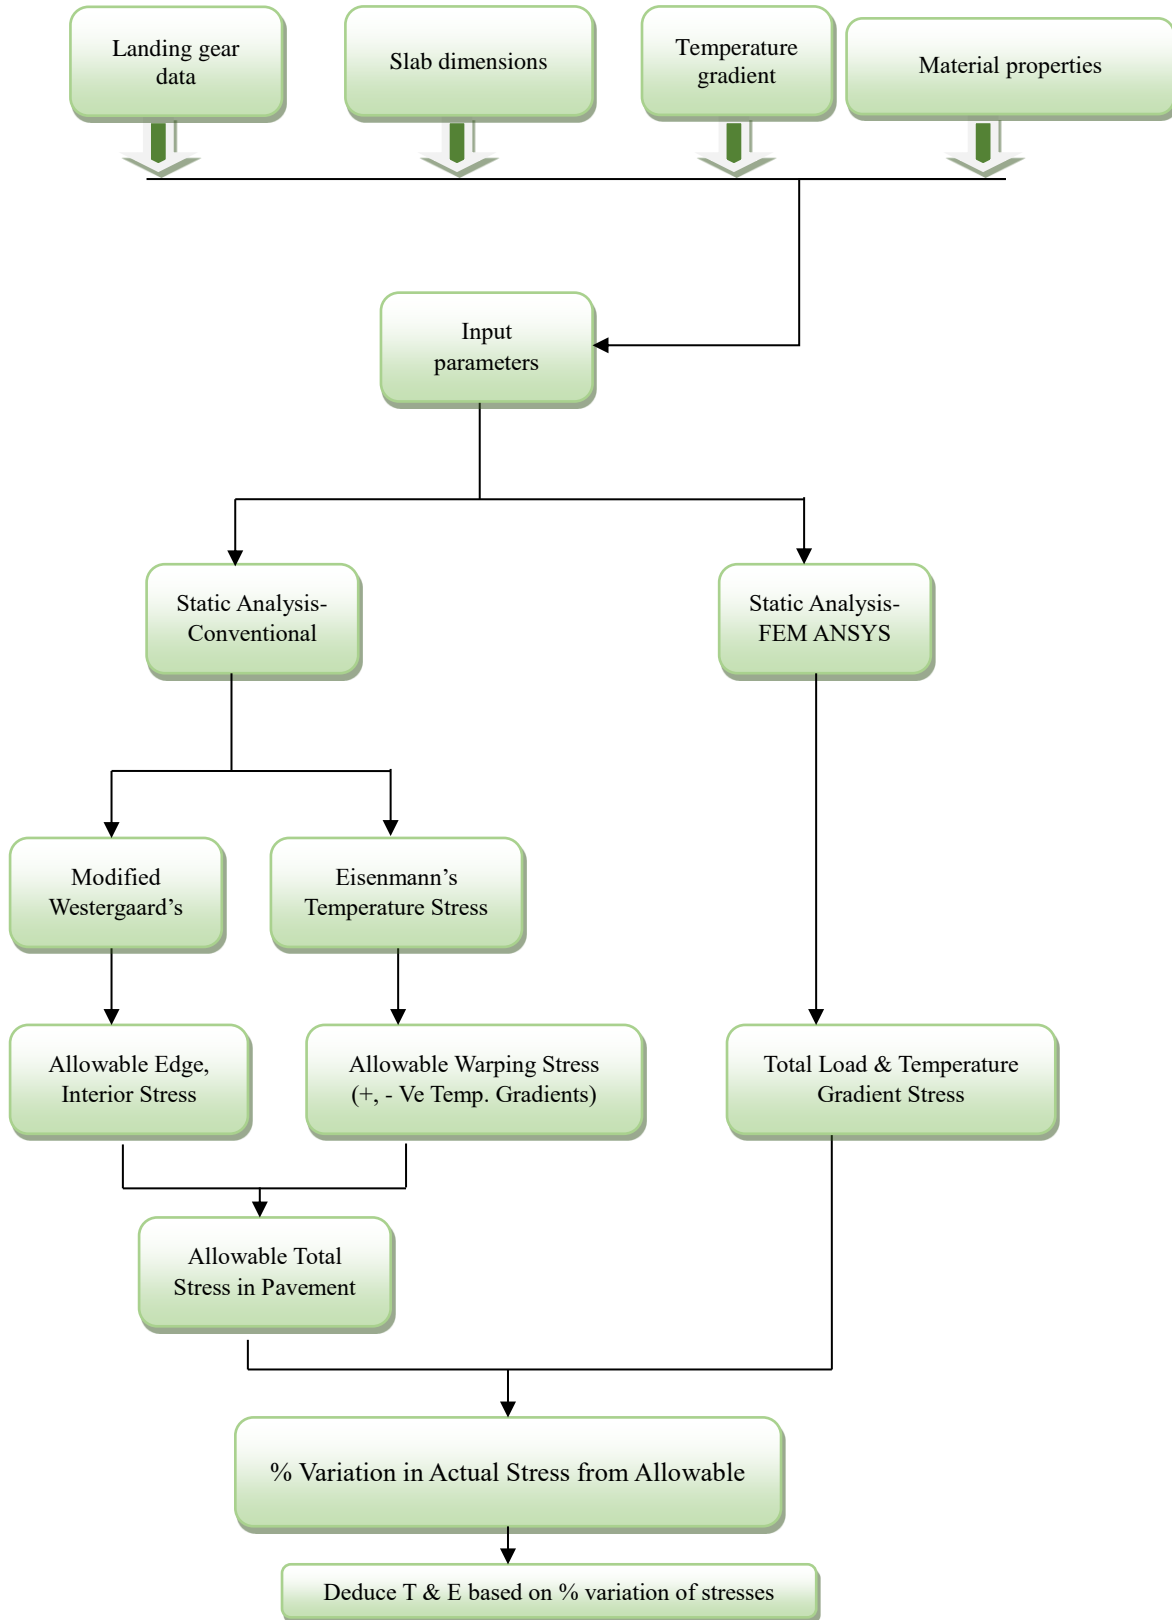 Landing gear
data
Slab dimensions
Temperature
gradient
Material properties
Input
parameters
Static Analysis-
Conventional
Static Analysis-
FEM ANSYS
Modified
Westergaard’s
Eisenmann’s
Temperature Stress
Allowable Edge,
Interior Stress
Allowable Warping Stress
(+, - Ve Temp. Gradients)
Total Load & Temperature
Gradient Stress
Allowable Total
Stress in Pavement
% Variation in Actual Stress from Allowable
Deduce T & E based on % variation of stresses